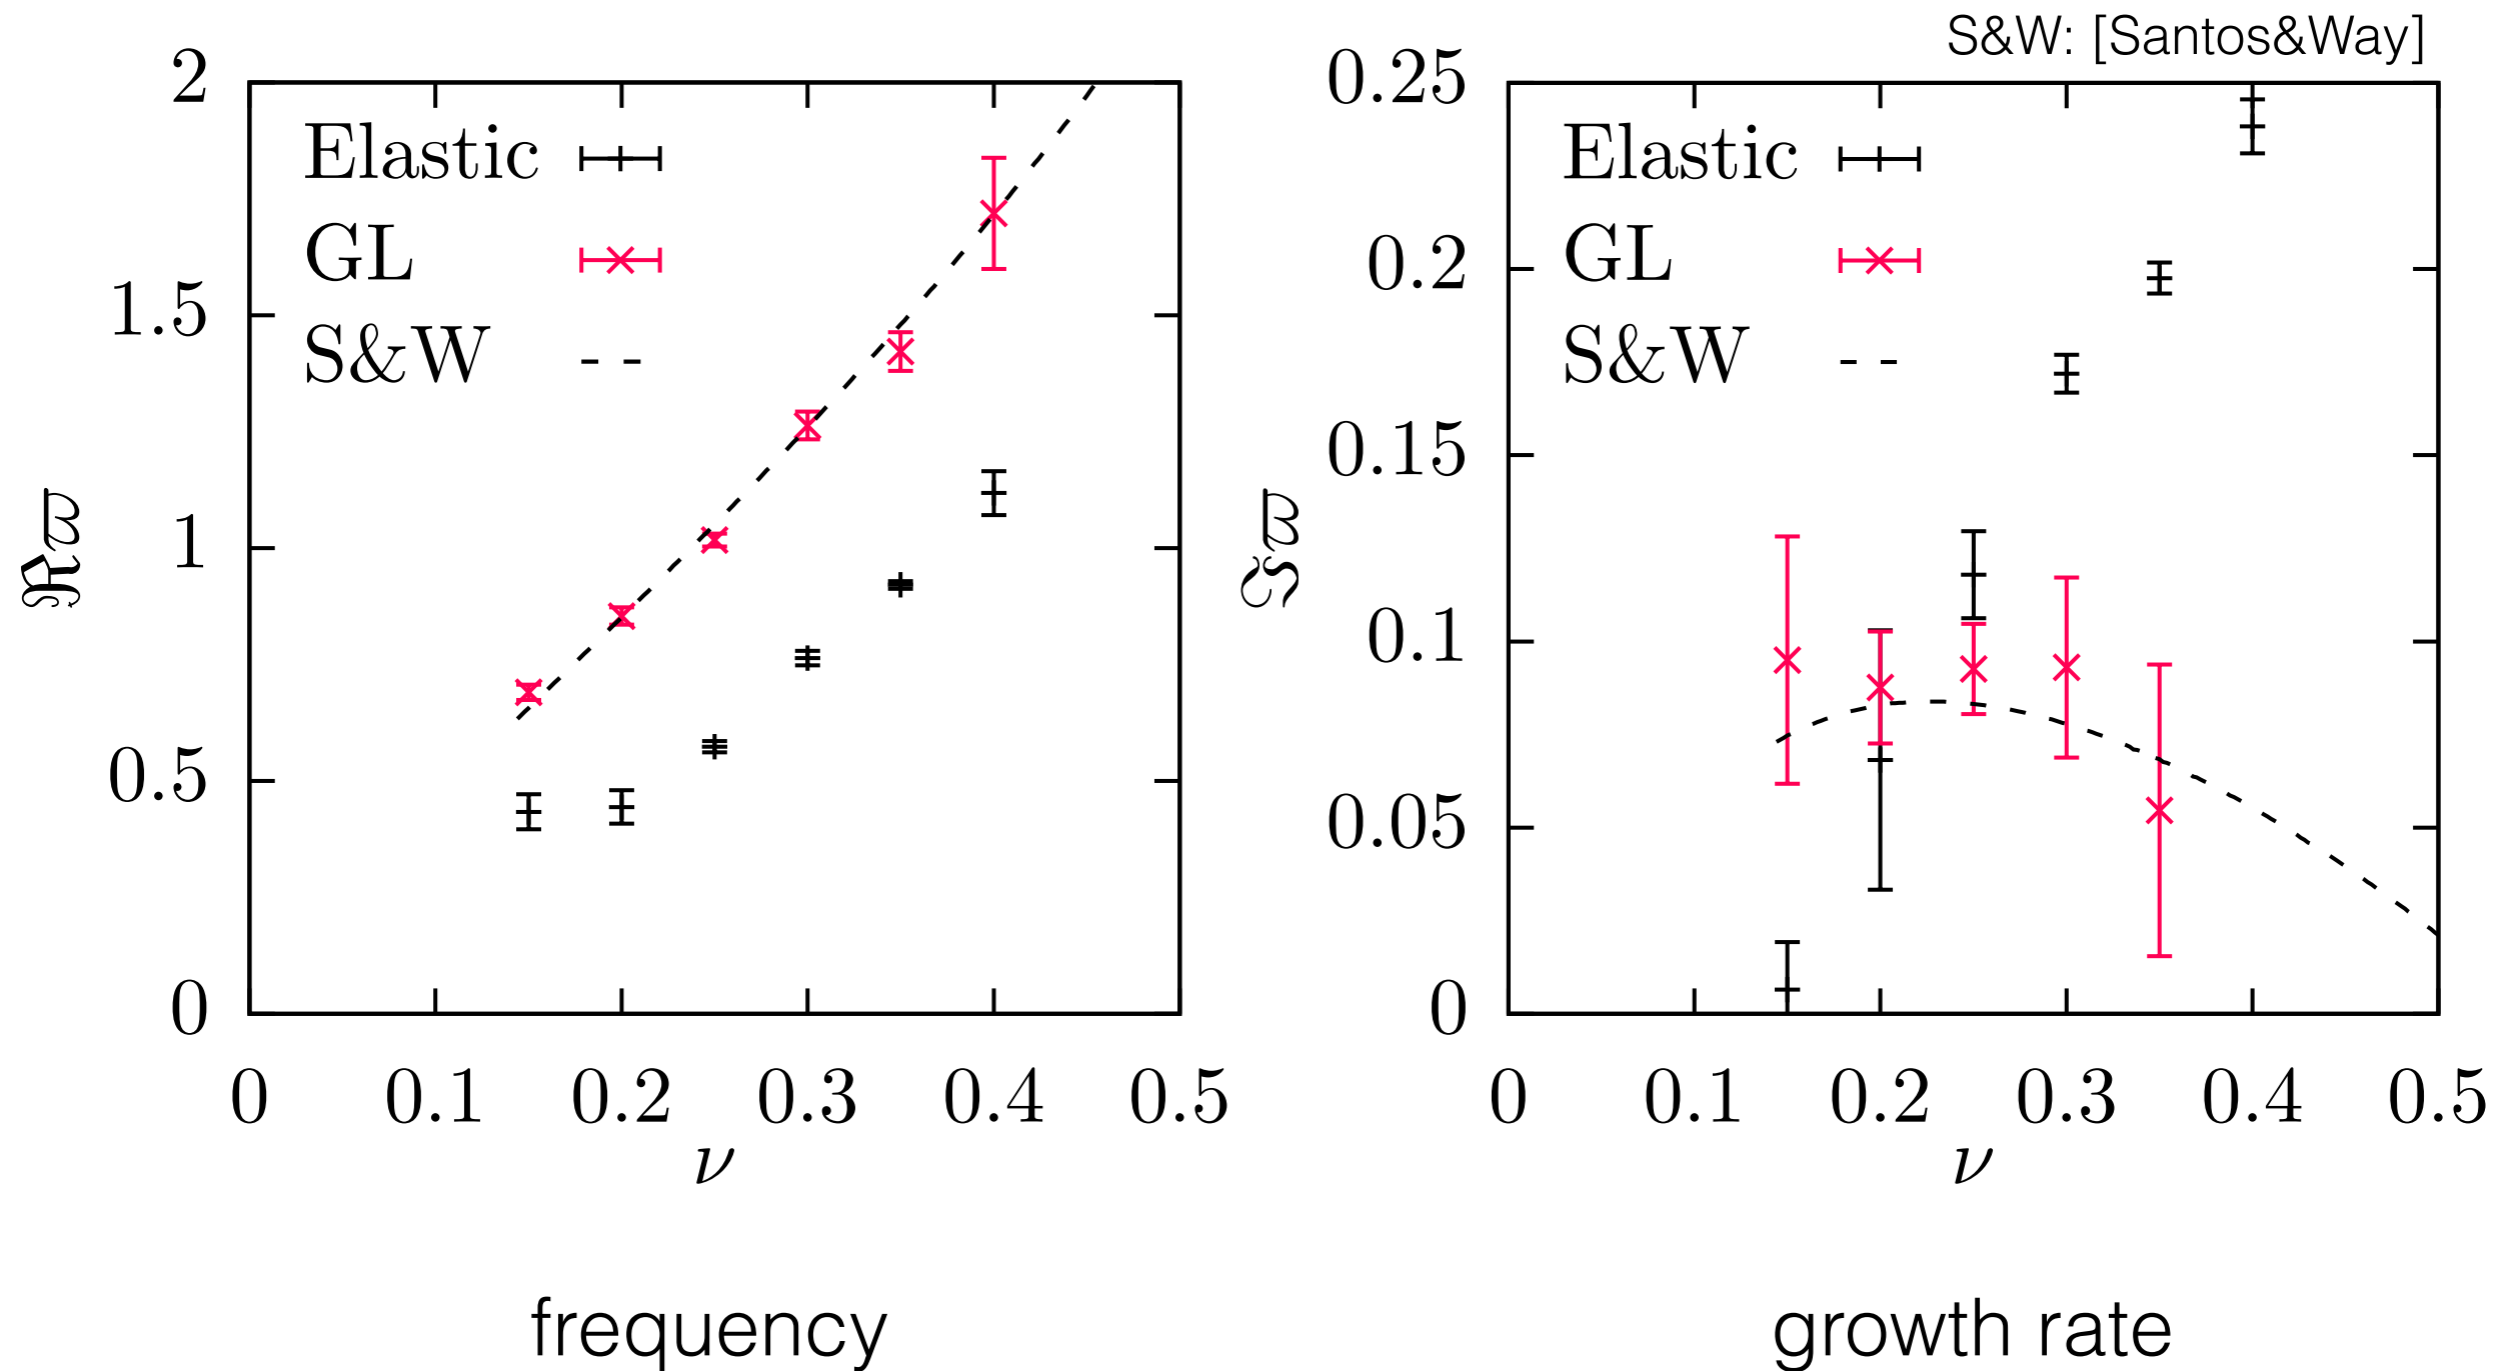 S&W: [Santos&Way]
2
1.5
1
0.5
0
ℜϖ
Elastic
GL
S&W
0 0.1 0.2 0.3 0.4 0.5
ν
frequency
0.25
0.2
0.15
0.1
0.05
0
ℑϖ
Elastic
GL
S&W
0 0.1 0.2 0.3 0.4 0.5
ν
growth rate